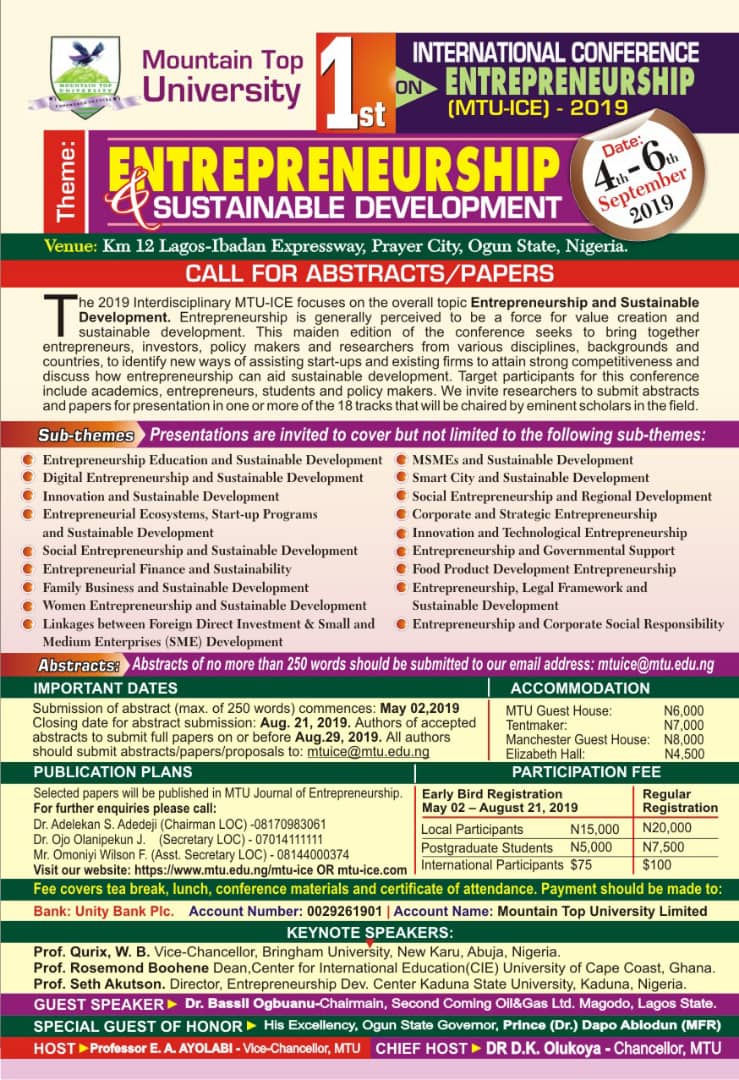 MOUNTAIN TOP
UNIVERSITY
Mountain Top
University
1st
INTERNATIONAL CONFERENCE
ON ENTREPRENEURSHIP
(MTU-ICE) - 2019
Theme:
ENTREPRENEURSHIP
& SUSTAINABLE DEVELOPMENT
Date:
4th-6th
September
2019
Venue: Km 12 Lagos-Ibadan Expressway, Prayer City, Ogun State, Nigeria.
CALL FOR ABSTRACTS/PAPERS
The 2019 Interdisciplinary MTU-ICE focuses on the overall topic Entrepreneurship and Sustainable
Development. Entrepreneurship is generally perceived to be a force for value creation and
sustainable development. This maiden edition of the conference seeks to bring together
entrepreneurs, investors, policy makers and researchers from various disciplines, backgrounds and
countries, to identify new ways of assisting start-ups and existing firms to attain strong competitiveness and
discuss how entrepreneurship can aid sustainable development. Target participants for this conference
include academics, entrepreneurs, students and policy makers. We invite researchers to submit abstracts
and papers for presentation in one or more of the 18 tracks that will be chaired by eminent scholars in the field.
Sub-themes Presentations are invited to cover but not limited to the following sub-themes:
Entrepreneurship Education and Sustainable Development
Digital Entrepreneurship and Sustainable Development
Innovation and Sustainable Development
Entrepreneurial Ecosystems, Start-up Programs
and Sustainable Development
Social Entrepreneurship and Sustainable Development
Entrepreneurial Finance and Sustainability
Family Business and Sustainable Development
Women Entrepreneurship and Sustainable Development
Linkages between Foreign Direct Investment & Small and
Medium Enterprises (SME) Development
MSMEs and Sustainable Development
Smart City and Sustainable Development
Social Entrepreneurship and Regional Development
Corporate and Strategic Entrepreneurship
Innovation and Technological Entrepreneurship
Entrepreneurship and Governmental Support
Food Product Development Entrepreneurship
Entrepreneurship, Legal Framework and
Sustainable Development
Entrepreneurship and Corporate Social Responsibility
Abstracts: Abstracts of no more than 250 words should be submitted to our email address: mtuice@mtu.edu.ng
IMPORTANT DATES
Submission of abstract (max. of 250 words) commences: May 02,2019
Closing date for abstract submission: Aug. 21, 2019. Authors of accepted
abstracts to submit full papers on or before Aug.29, 2019. All authors
should submit abstracts/papers/proposals to: mtuice@mtu.edu.ng
ACCOMMODATION
MTU Guest House: N6,000
Tentmaker: N7,000
Manchester Guest House: N8,000
Elizabeth Hall: N4,500
PUBLICATION PLANS
Selected papers will be published in MTU Journal of Entrepreneurship.
For further enquiries please call:
Dr. Adelekan S. Adedeji (Chairman LOC) -08170983061
Dr. Ojo Olanipekun J. (Secretary LOC) - 07014111111
Mr. Omoniyi Wilson F. (Asst. Secretary LOC) - 08144000374
Visit our website: https://www.mtu.edu.ng/mtu-ice OR mtu-ice.com
PARTICIPATION FEE
Early Bird Registration
May 02 – August 21, 2019
Regular
Registration
Local Participants N15,000 N20,000
Postgraduate Students N5,000 N7,500
International Participants $75 $100
Fee covers tea break, lunch, conference materials and certificate of attendance. Payment should be made to:
Bank: Unity Bank Plc. Account Number: 0029261901 | Account Name: Mountain Top University Limited
KEYNOTE SPEAKERS:
Prof. Qurix, W. B. Vice-Chancellor, Bringham University, New Karu, Abuja, Nigeria.
Prof. Rosemond Boohene Dean,Center for International Education(CIE) University of Cape Coast, Ghana.
Prof. Seth Akutson. Director, Entrepreneurship Dev. Center Kaduna State University, Kaduna, Nigeria.
GUEST SPEAKER Dr. Bassil Ogbuanu-Chairmain, Second Coming Oil&Gas Ltd. Magodo, Lagos State.
SPECIAL GUEST OF HONOR His Excellency, Ogun State Governor, Prince (Dr.) Dapo Abiodun (MFR)
HOST Professor E. A. AYOLABI - Vice-Chancellor, MTU CHIEF HOST DR D.K. Olukoya - Chancellor, MTU